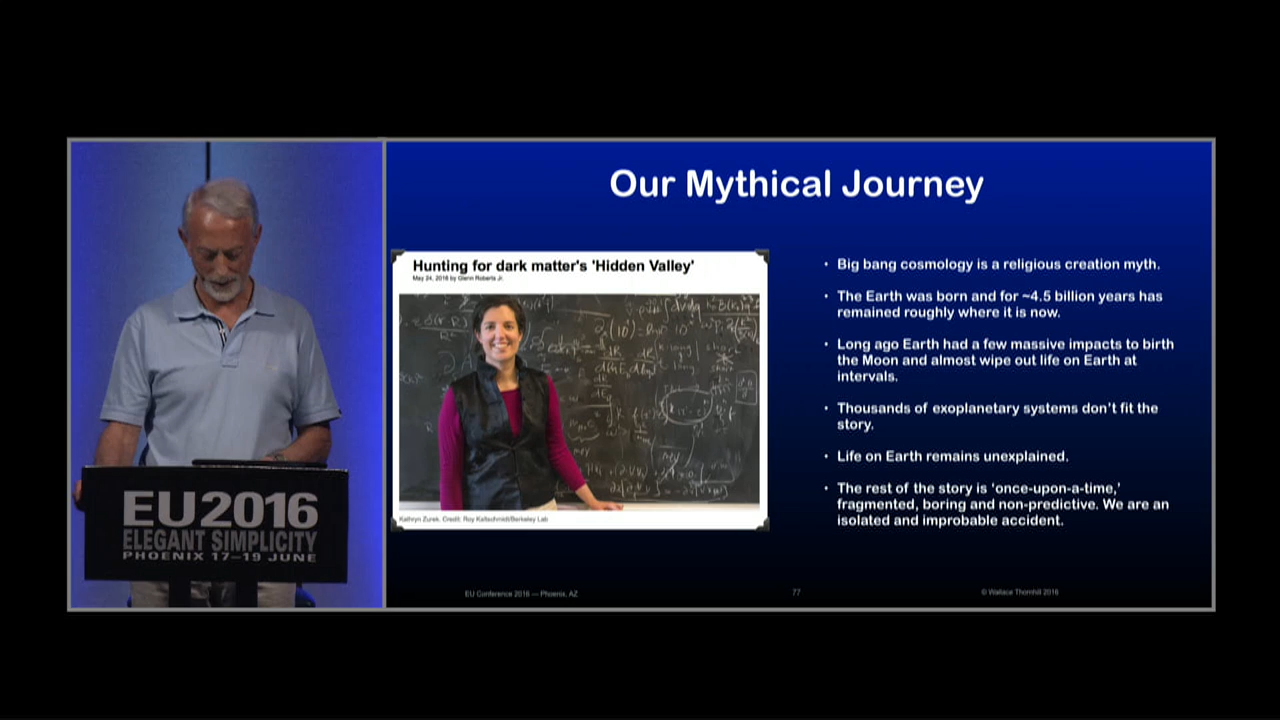 EU2016
ELEGANT SIMPLICITY
PHOENIX 17–19 JUNE
Our Mythical Journey
Hunting for dark matter's 'Hidden Valley'
May 24, 2016 by Glenn Roberts Jr.
Kathryn Zurek. Credit: Roy Kaltschmidt/Berkeley Lab
• Big bang cosmology is a religious creation myth.
• The Earth was born and for ~4.5 billion years has
remained roughly where it is now.
• Long ago Earth had a few massive impacts to birth
the Moon and almost wipe out life on Earth at
intervals.
• Thousands of exoplanetary systems don't fit the
story.
• Life on Earth remains unexplained.
• The rest of the story is 'once-upon-a-time,'
fragmented, boring and non-predictive. We are an
isolated and improbable accident.
EU Conference 2016 — Phoenix, AZ
77
© Wallace Thornhill 2016